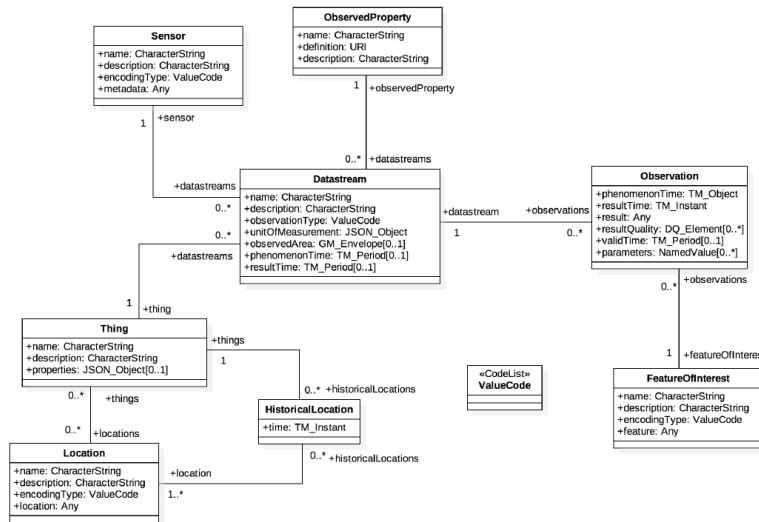 ObservedProperty
+name: CharacterString
+definition: URI
+description: CharacterString
Sensor
+name: CharacterString
+description: CharacterString
+encodingType: ValueCode
+metadata: Any
1
+observedProperty
1
+sensor
0..*
+datastreams
+datastreams
0..*
Datastream
+name: CharacterString
+description: CharacterString
+observationType: ValueCode
+unitOfMeasurement: JSON_Object
+observedArea: GM_Envelope[0..1]
+phenomenonTime: TM_Period[0..1]
+resultTime: TM_Period[0..1]
+datastream
1
+observations
0..*
Observation
+phenomenonTime: TM_Object
+resultTime: TM_Instant
+result: Any
+resultQuality: DQ_Element[0..*]
+validTime: TM_Period[0..1]
+parameters: NamedValue[0..*]
0..*
+datastreams
0..*
+observations
1
+thing
Thing
+name: CharacterString
+description: CharacterString
+properties: JSON_Object[0..1]
+things
1
1
+featureOfInterest
0..*
+things
0..*
+historicalLocations
«CodeList»
ValueCode
FeatureOfInterest
+name: CharacterString
+description: CharacterString
+encodingType: ValueCode
+feature: Any
HistoricalLocation
+time: TM_Instant
0..*
+locations
0..*
+historicalLocations
Location
+name: CharacterString
+description: CharacterString
+encodingType: ValueCode
+location: Any
+location
1..*